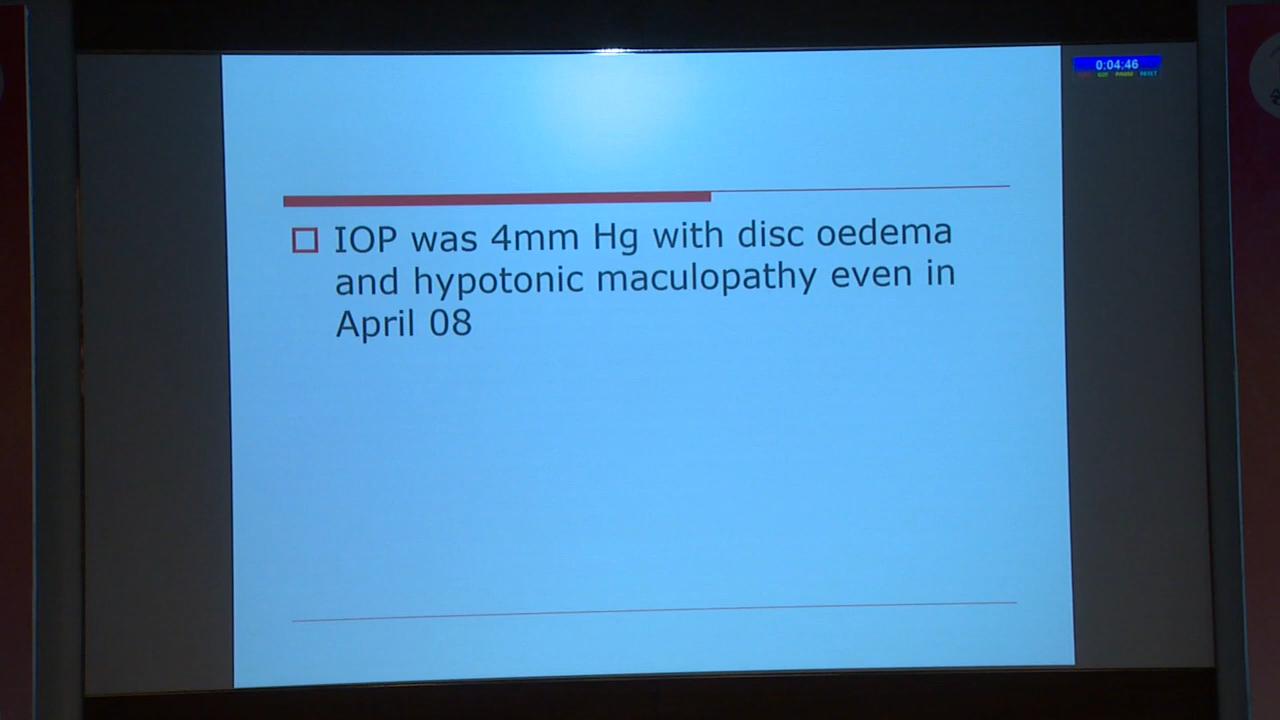 0:04:46
IOP was 4mm Hg with disc oedema
and hypotonic maculopathy even in
April 08